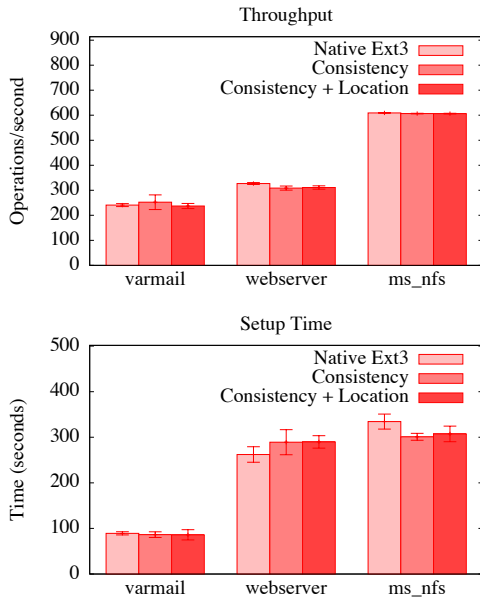 Throughput
Operations/second
900
800
700
600
500
400
300
200
100
0
Native Ext3
Consistency
Consistency + Location
varmail webserver ms_nfs
Setup Time
Time (seconds)
500
400
300
200
100
0
Native Ext3
Consistency
Consistency + Location
varmail webserver ms_nfs